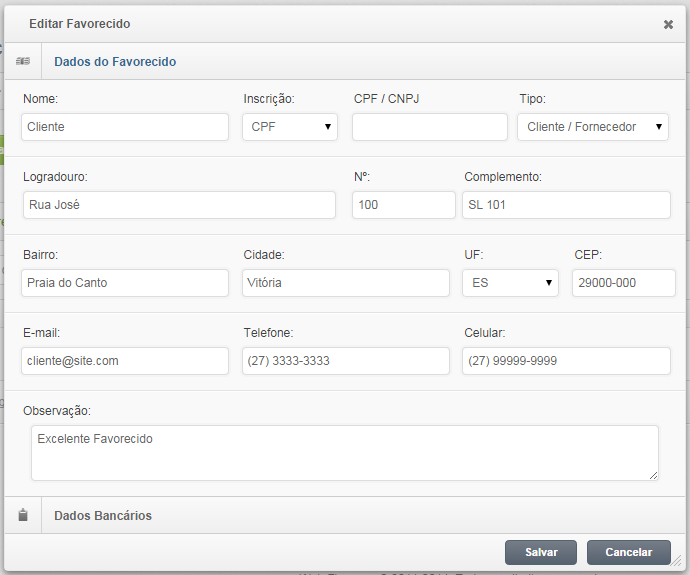 Editar Favorecido
Dados do Favorecido
Nome: Inscrição: CPF / CNPJ Tipo:
Cliente CPF Cliente / Fornecedor
Logradouro: Nº: Complemento:
Rua José 100 SL 101
Bairro: Cidade: UF: CEP:
Praia do Canto Vitória ES 29000-000
E-mail: Telefone: Celular:
cliente@site.com (27) 3333-3333 (27) 99999-9999
Observação:
Excelente Favorecido
Dados Bancários
Salvar Cancelar